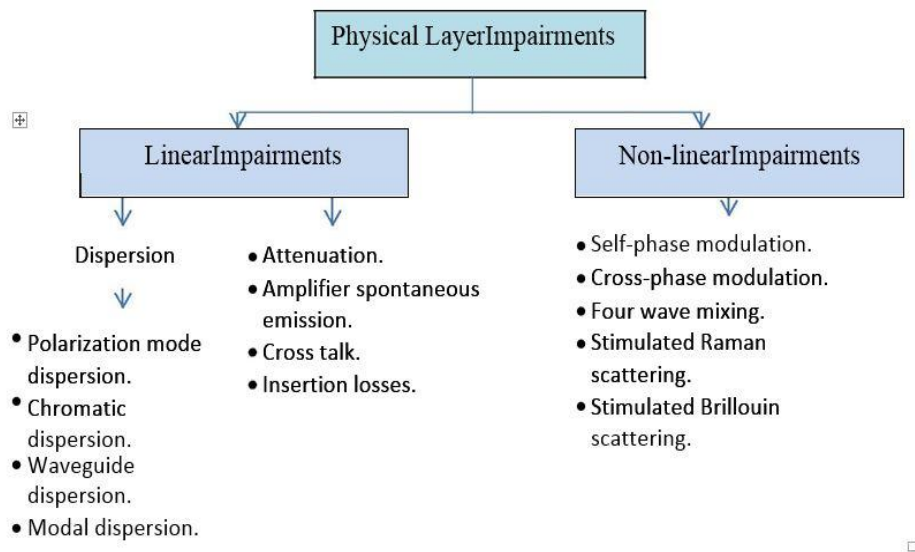 Physical LayerImpairments
LinearImpairments
Non-linearImpairments
Dispersion
• Polarization mode
dispersion.
• Chromatic
dispersion.
• Waveguide
dispersion.
• Modal dispersion.
• Attenuation.
• Amplifier spontaneous
emission.
• Cross talk.
• Insertion losses.
• Self-phase modulation.
• Cross-phase modulation.
• Four wave mixing.
• Stimulated Raman
scattering.
• Stimulated Brillouin
scattering.